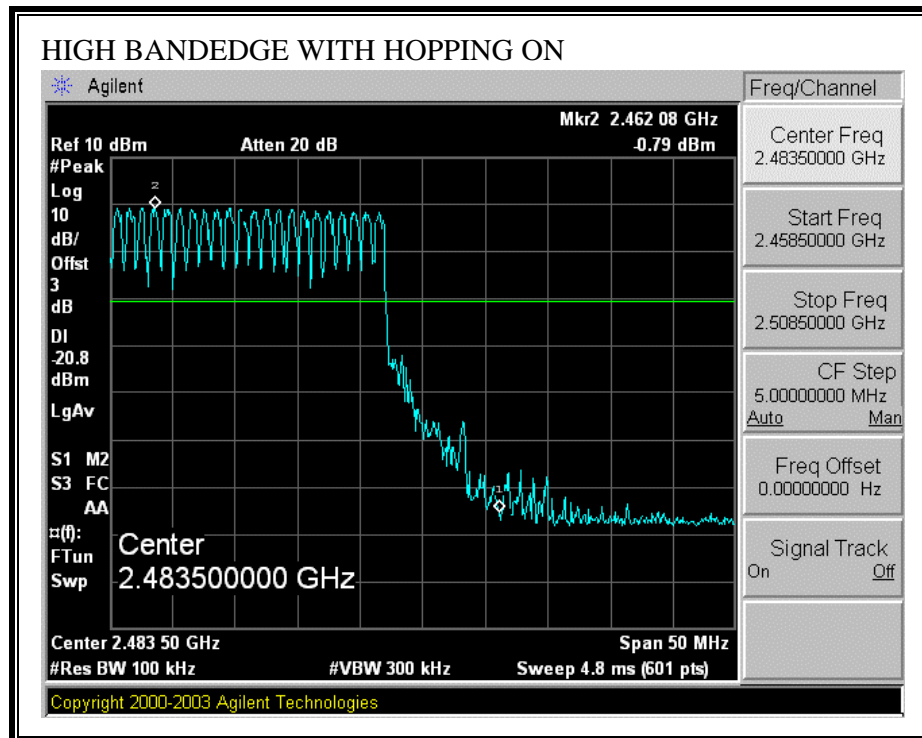 HIGH BANDEDGE WITH HOPPING ON
Agilent
Freq/Channel
Mkr2 2.462 08 GHz
Ref 10 dBm Atten 20 dB -0.79 dBm
#Peak
Log
10
dB/
Offst
3
dB
DI
-20.8
dBm
LgAv
S1 M2
S3 FC
AA
¤(f):
FTun
Swp
2
1
Center
2.483500000 GHz
Center 2.483 50 GHz Span 50 MHz
#Res BW 100 kHz #VBW 300 kHz Sweep 4.8 ms (601 pts)
Copyright 2000-2003 Agilent Technologies
Center Freq
2.48350000 GHz
Start Freq
2.45850000 GHz
Stop Freq
2.50850000 GHz
CF Step
5.00000000 MHz
Auto Man
Freq Offset
0.00000000 Hz
Signal Track
On Off